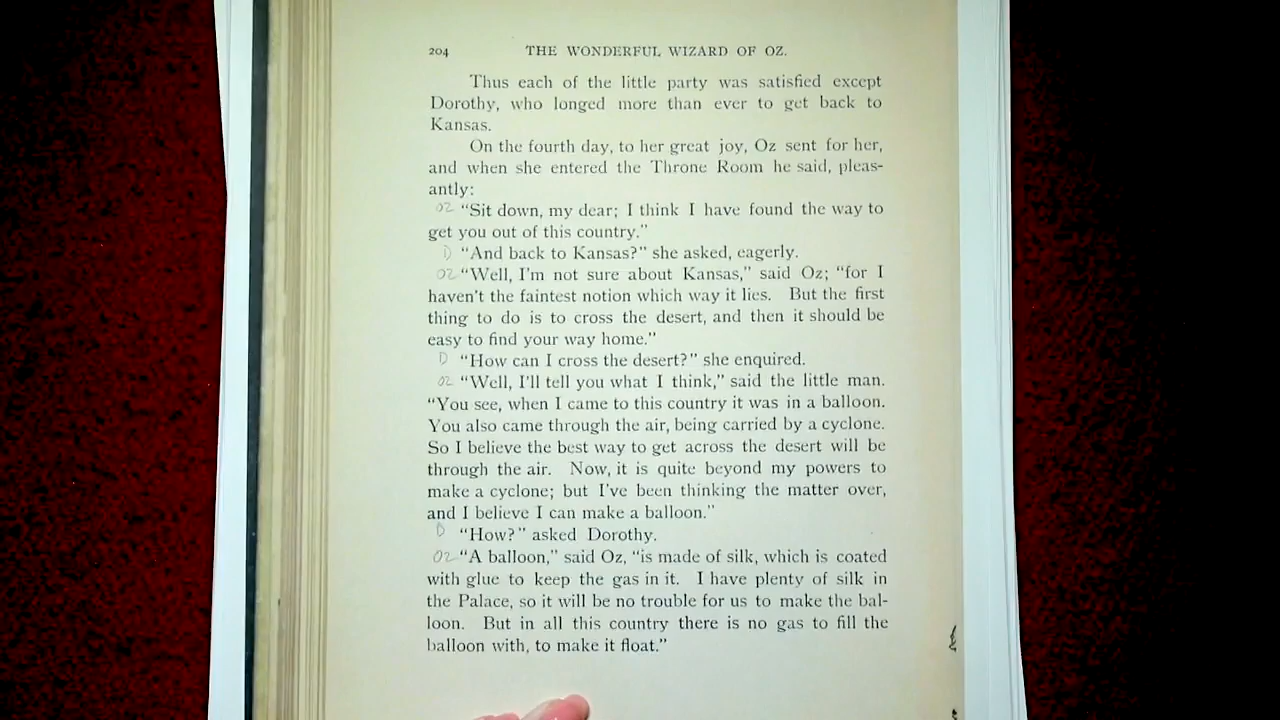 204 THE WONDERFUL WIZARD OF OZ.
Thus each of the little party was satisfied except
Dorothy, who longed more than ever to get back to
Kansas.
On the fourth day, to her great joy, Oz sent for her,
and when she entered the Throne Room he said, pleas-
antly:
OZ “Sit down, my dear; I think I have found the way to
get you out of this country.”
D “And back to Kansas?” she asked, eagerly.
OZ “Well, I'm not sure about Kansas,” said Oz; “for I
haven't the faintest notion which way it lies. But the first
thing to do is to cross the desert, and then it should be
easy to find your way home.”
D “How can I cross the desert?” she enquired.
OZ “Well, I'll tell you what I think,” said the little man.
“You see, when I came to this country it was in a balloon.
You also came through the air, being carried by a cyclone.
So I believe the best way to get across the desert will be
through the air. Now, it is quite beyond my powers to
make a cyclone; but I've been thinking the matter over,
and I believe I can make a balloon.”
D “How?” asked Dorothy.
OZ “A balloon,” said Oz, “is made of silk, which is coated
with glue to keep the gas in it. I have plenty of silk in
the Palace, so it will be no trouble for us to make the bal-
loon. But in all this country there is no gas to fill the
balloon with, to make it float.”